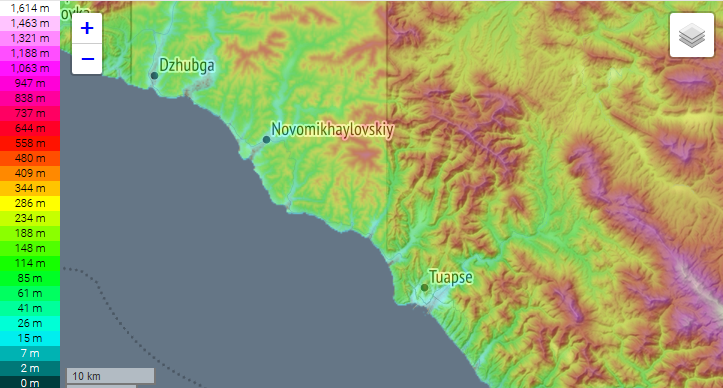 1,614 m
1,463 m
1,321 m
1,188 m
1,063 m
947 m
838 m
737 m
644 m
558 m
480 m
409 m
344 m
286 m
234 m
188 m
148 m
114 m
85 m
61 m
41 m
26 m
15 m
7 m
2 m
0 m
ovka
+
−
Dzhubga
Novomikhaylovskiy
Tuapse
10 km